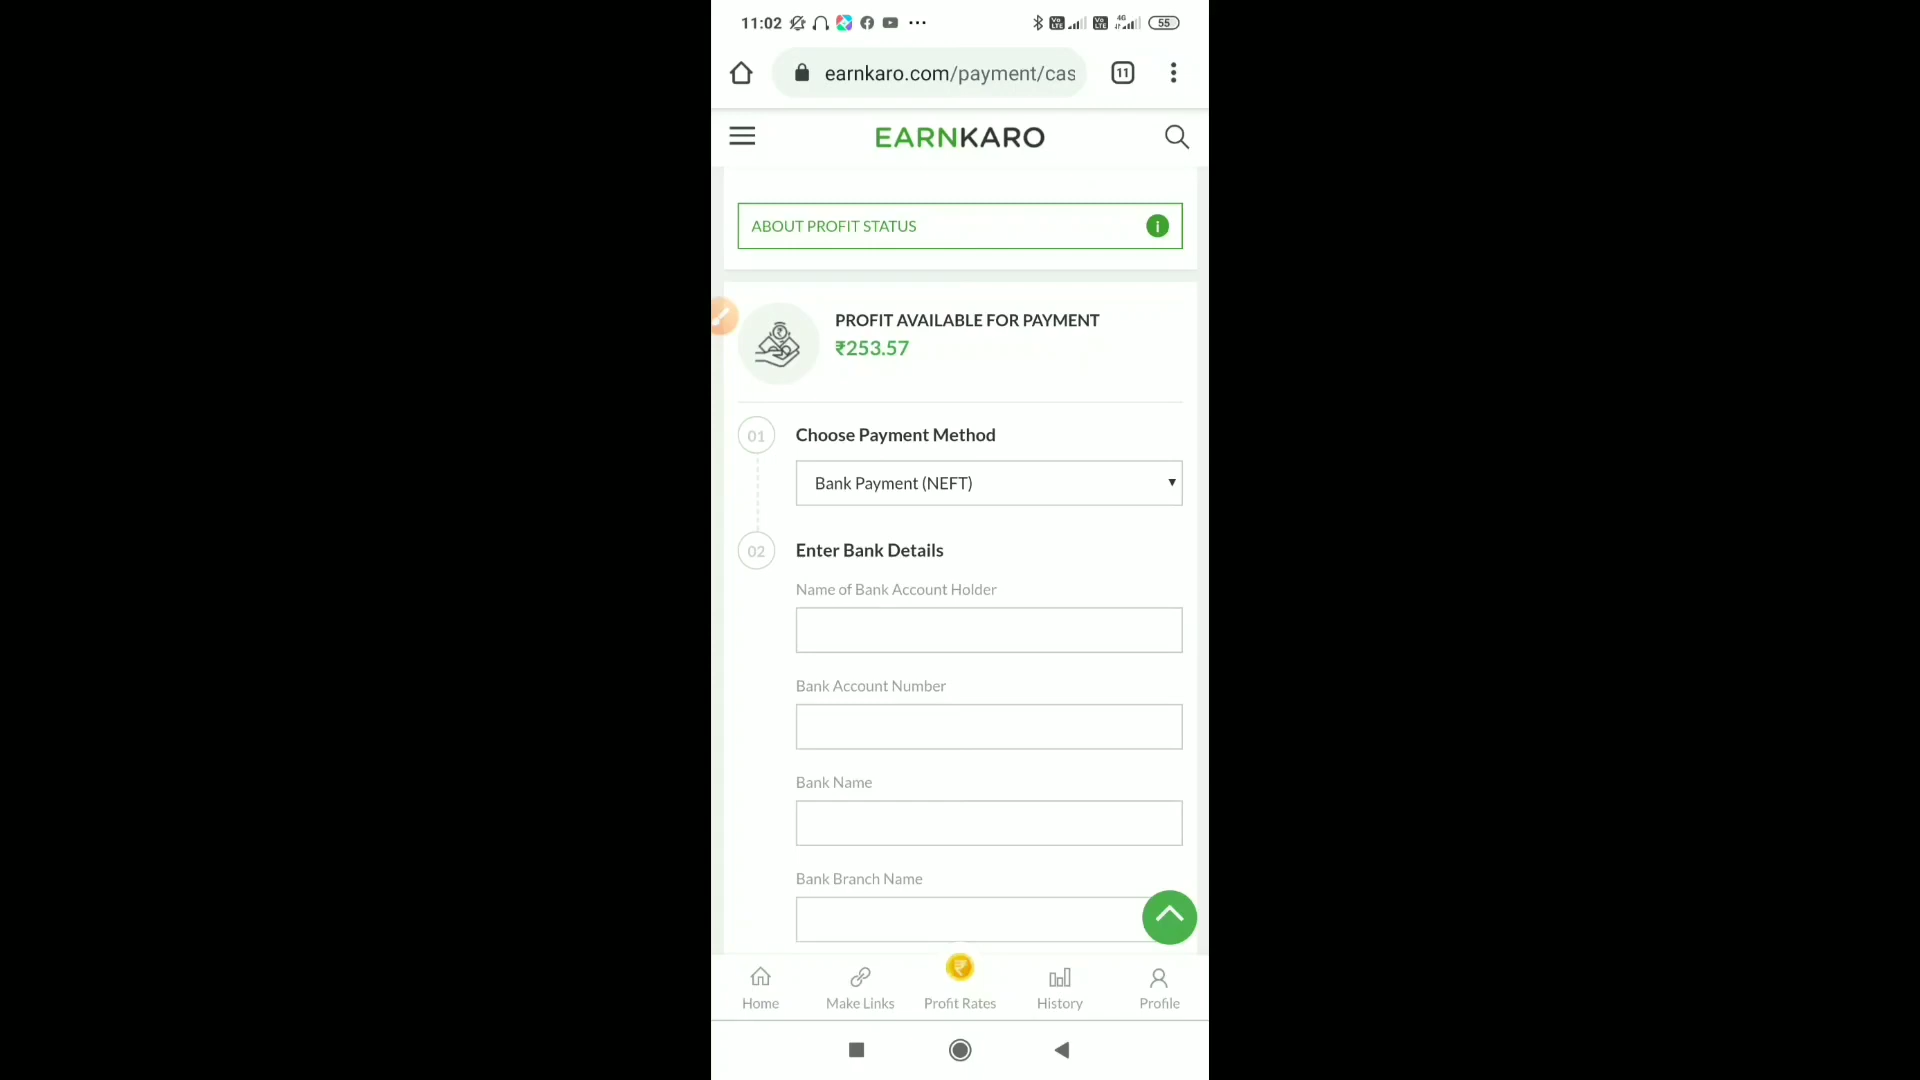 11:02
55
earnkaro.com/payment/cas
11
EARNKARO
ABOUT PROFIT STATUS
i
PROFIT AVAILABLE FOR PAYMENT
₹253.57
01
Choose Payment Method
Bank Payment (NEFT)
02
Enter Bank Details
Name of Bank Account Holder
Bank Account Number
Bank Name
Bank Branch Name
Home
Make Links
Profit Rates
History
Profile